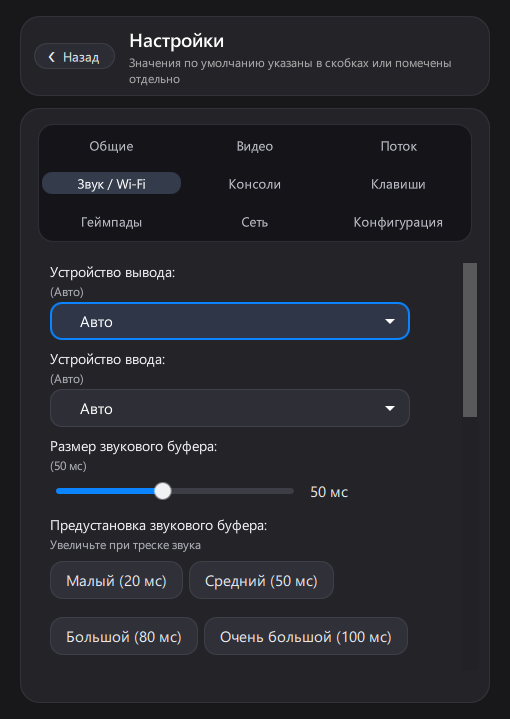 Назад
Настройки
Значения по умолчанию указаны в скобках или помечены
отдельно
Общие
Видео
Поток
Звук / Wi-Fi
Консоли
Клавиши
Геймпады
Сеть
Конфигурация
Устройство вывода:
(Авто)
Авто
Устройство ввода:
(Авто)
Авто
Размер звукового буфера:
(50 мс)
50 мс
Предустановка звукового буфера:
Увеличьте при треске звука
Малый (20 мс)
Средний (50 мс)
Большой (80 мс)
Очень большой (100 мс)